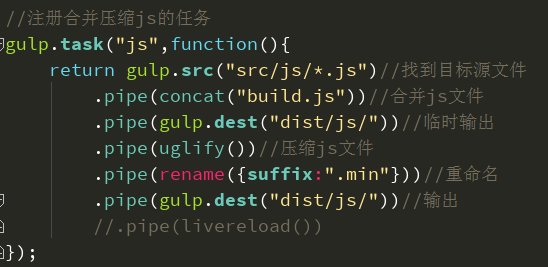 //注册合并压缩js的任务
gulp.task("js",function(){
return gulp.src("src/js/*.js")//找到目标源文件
.pipe(concat("build.js"))//合并js文件
.pipe(gulp.dest("dist/js/"))//临时输出
.pipe(uglify())//压缩js文件
.pipe(rename({suffix:".min"}))//重命名
.pipe(gulp.dest("dist/js/"))//输出
//.pipe(livereload())
});